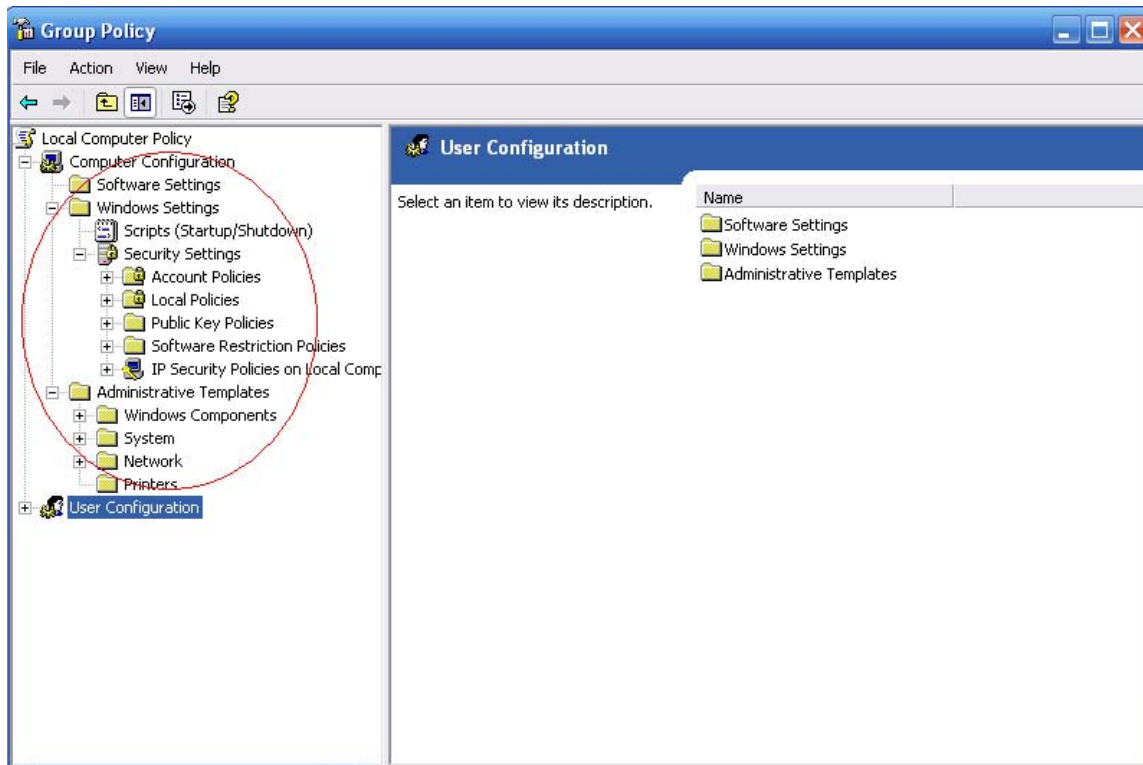 Group Policy
File Action View Help
Local Computer Policy
Computer Configuration
Software Settings
Windows Settings
Scripts (Startup/Shutdown)
Security Settings
Account Policies
Local Policies
Public Key Policies
Software Restriction Policies
IP Security Policies on Local Comp
Administrative Templates
Windows Components
System
Network
Printers
User Configuration
User Configuration
Select an item to view its description.
Name
Software Settings
Windows Settings
Administrative Templates